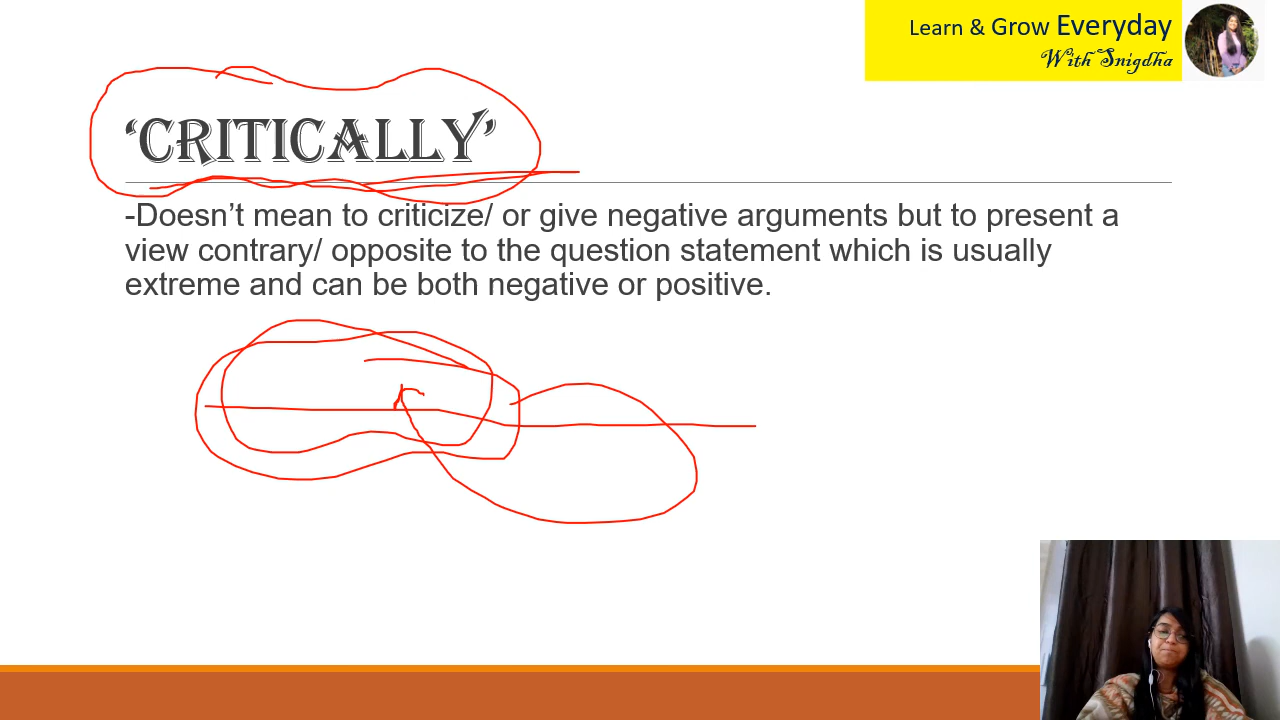 Learn & Grow Everyday
With Snigdha
‘CRITICALLY’
-Doesn’t mean to criticize/ or give negative arguments but to present a
view contrary/ opposite to the question statement which is usually
extreme and can be both negative or positive.